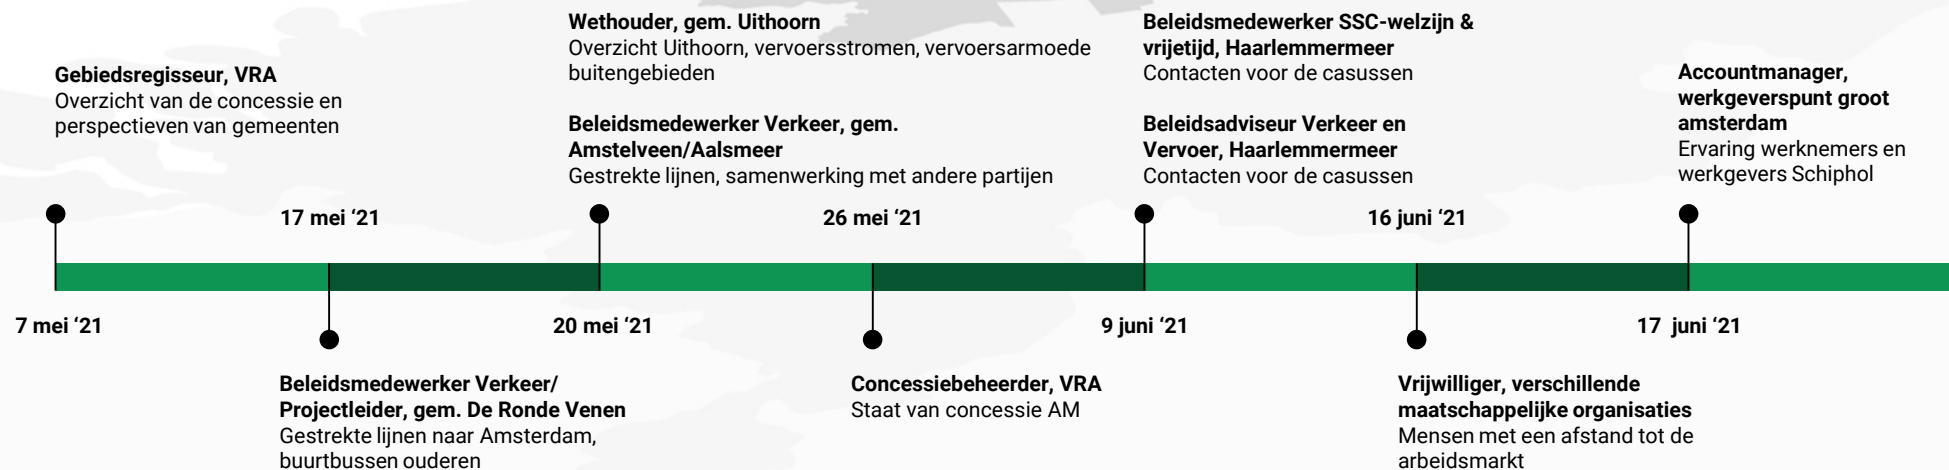 Gebiedsregisseur, VRA
Overzicht van de concessie en
perspectieven van gemeenten
7 mei ‘21
17 mei ‘21
Beleidsmedewerker Verkeer/
Projectleider, gem. De Ronde Venen
Gestrekte lijnen naar Amsterdam,
buurtbussen ouderen
Wethouder, gem. Uithoorn
Overzicht Uithoorn, vervoersstromen, vervoersarmoede
buitengebieden
Beleidsmedewerker Verkeer, gem.
Amstelveen/Aalsmeer
Gestrekte lijnen, samenwerking met andere partijen
20 mei ‘21
26 mei ‘21
Concessiebeheerder, VRA
Staat van concessie AM
Beleidsmedewerker SSC-welzijn &
vrijetijd, Haarlemmermeer
Contacten voor de casussen
Beleidsadviseur Verkeer en
Vervoer, Haarlemmermeer
Contacten voor de casussen
9 juni ‘21
16 juni ‘21
Vrijwilliger, verschillende
maatschappelijke organisaties
Mensen met een afstand tot de
arbeidsmarkt
Accountmanager,
werkgeverspunt groot
amsterdam
Ervaring werknemers en
werkgevers Schiphol
17 juni ‘21